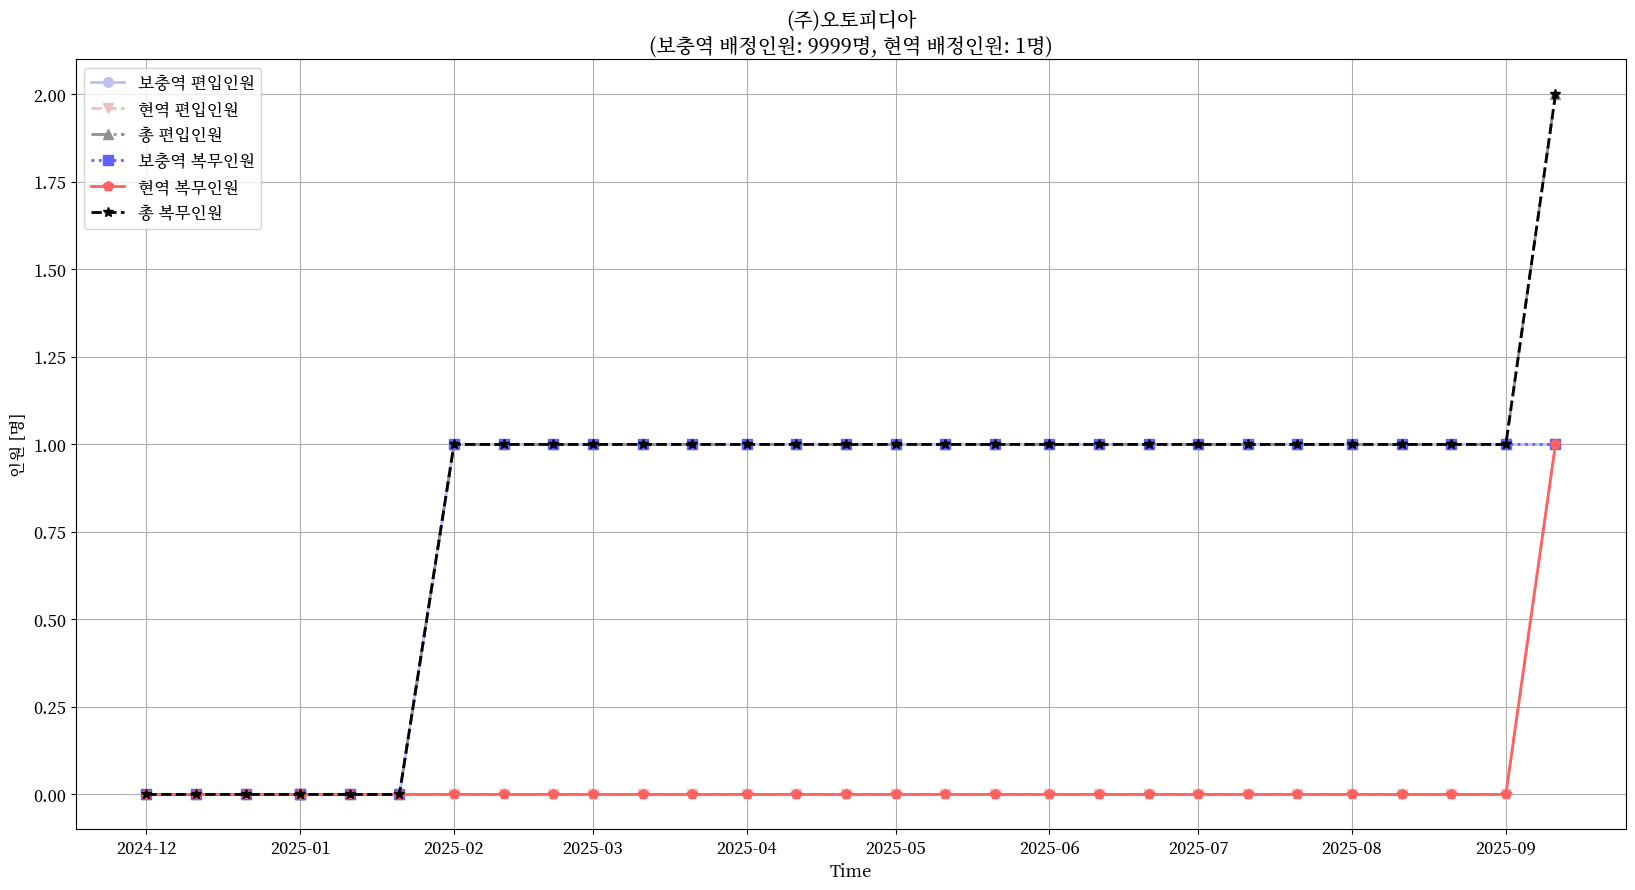 (주)오토피디아
(보충역 배정인원: 9999명, 현역 배정인원: 1명)
보충역 편입인원
현역 편입인원
총 편입인원
보충역 복무인원
현역 복무인원
총 복무인원
2.00
1.75
1.50
1.25
1.00
0.75
0.50
0.25
0.00
인원 [명]
2024-12 2025-01 2025-02 2025-03 2025-04 2025-05 2025-06 2025-07 2025-08 2025-09
Time